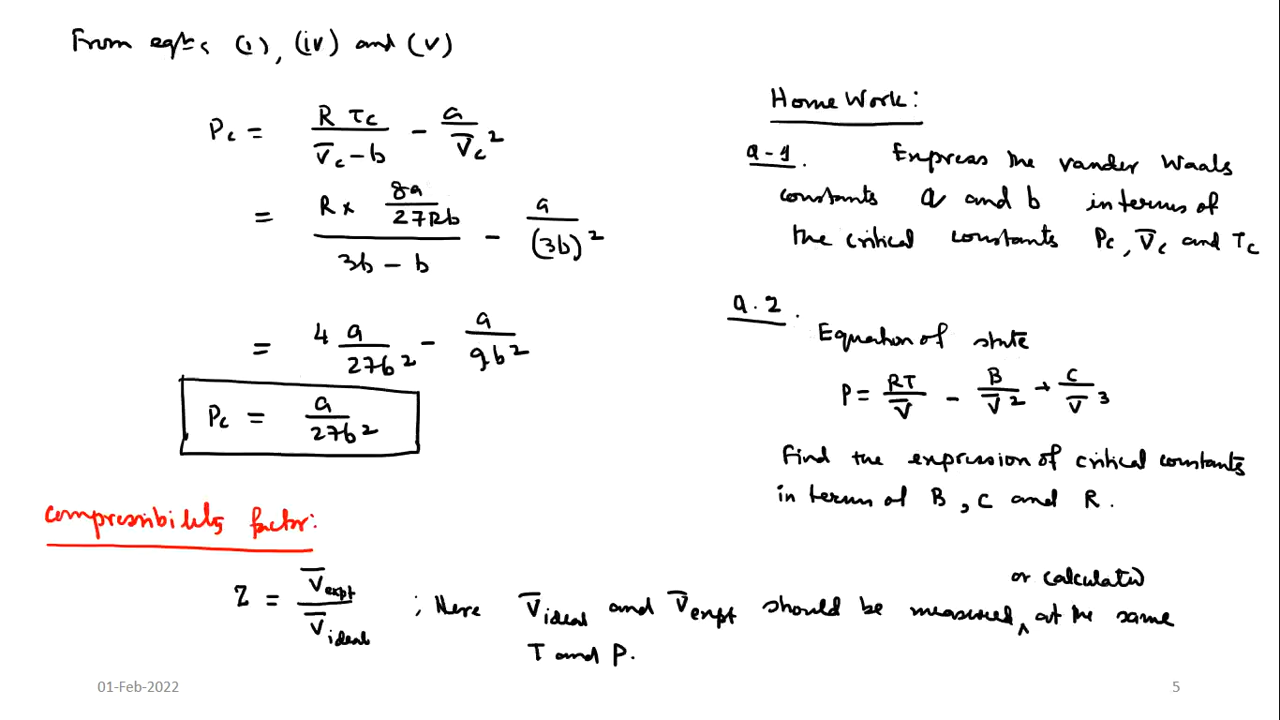 From eqns (i), (iv) and (v)
Pc = R Tc / (V̄c - b) - a / V̄c²
= (R × 8a / 27Rb) / (3b - b) - a / (3b)²
= 4 a / 27b² - a / 9b²
Pc = a / 27b²
Home Work:
Q-1. Express the vander Waals
constants a and b in terms of
the critical constants Pc, V̄c and Tc
Q.2.
Equation of state
P = RT / V̄ - B / V̄² + C / V̄³
Find the expression of critical constants
in terms of B, C and R.
Compressibility factor:
Z = V̄expt / V̄ideal ; Here V̄ideal and V̄expt should be measured ‸ or calculated at the same
T and P.
01-Feb-2022
5